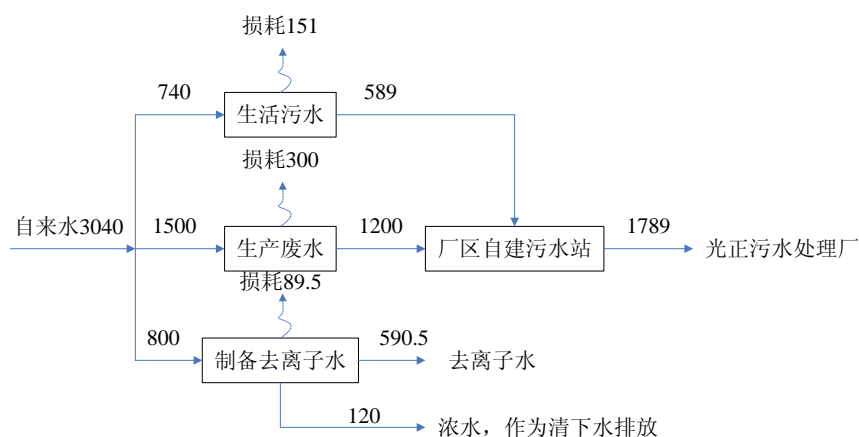 损耗151
740
生活污水
589
损耗300
自来水3040
1500
生产废水
1200
厂区自建污水站
1789
光正污水处理厂
损耗89.5
800
制备去离子水
590.5
去离子水
120
浓水，作为清下水排放